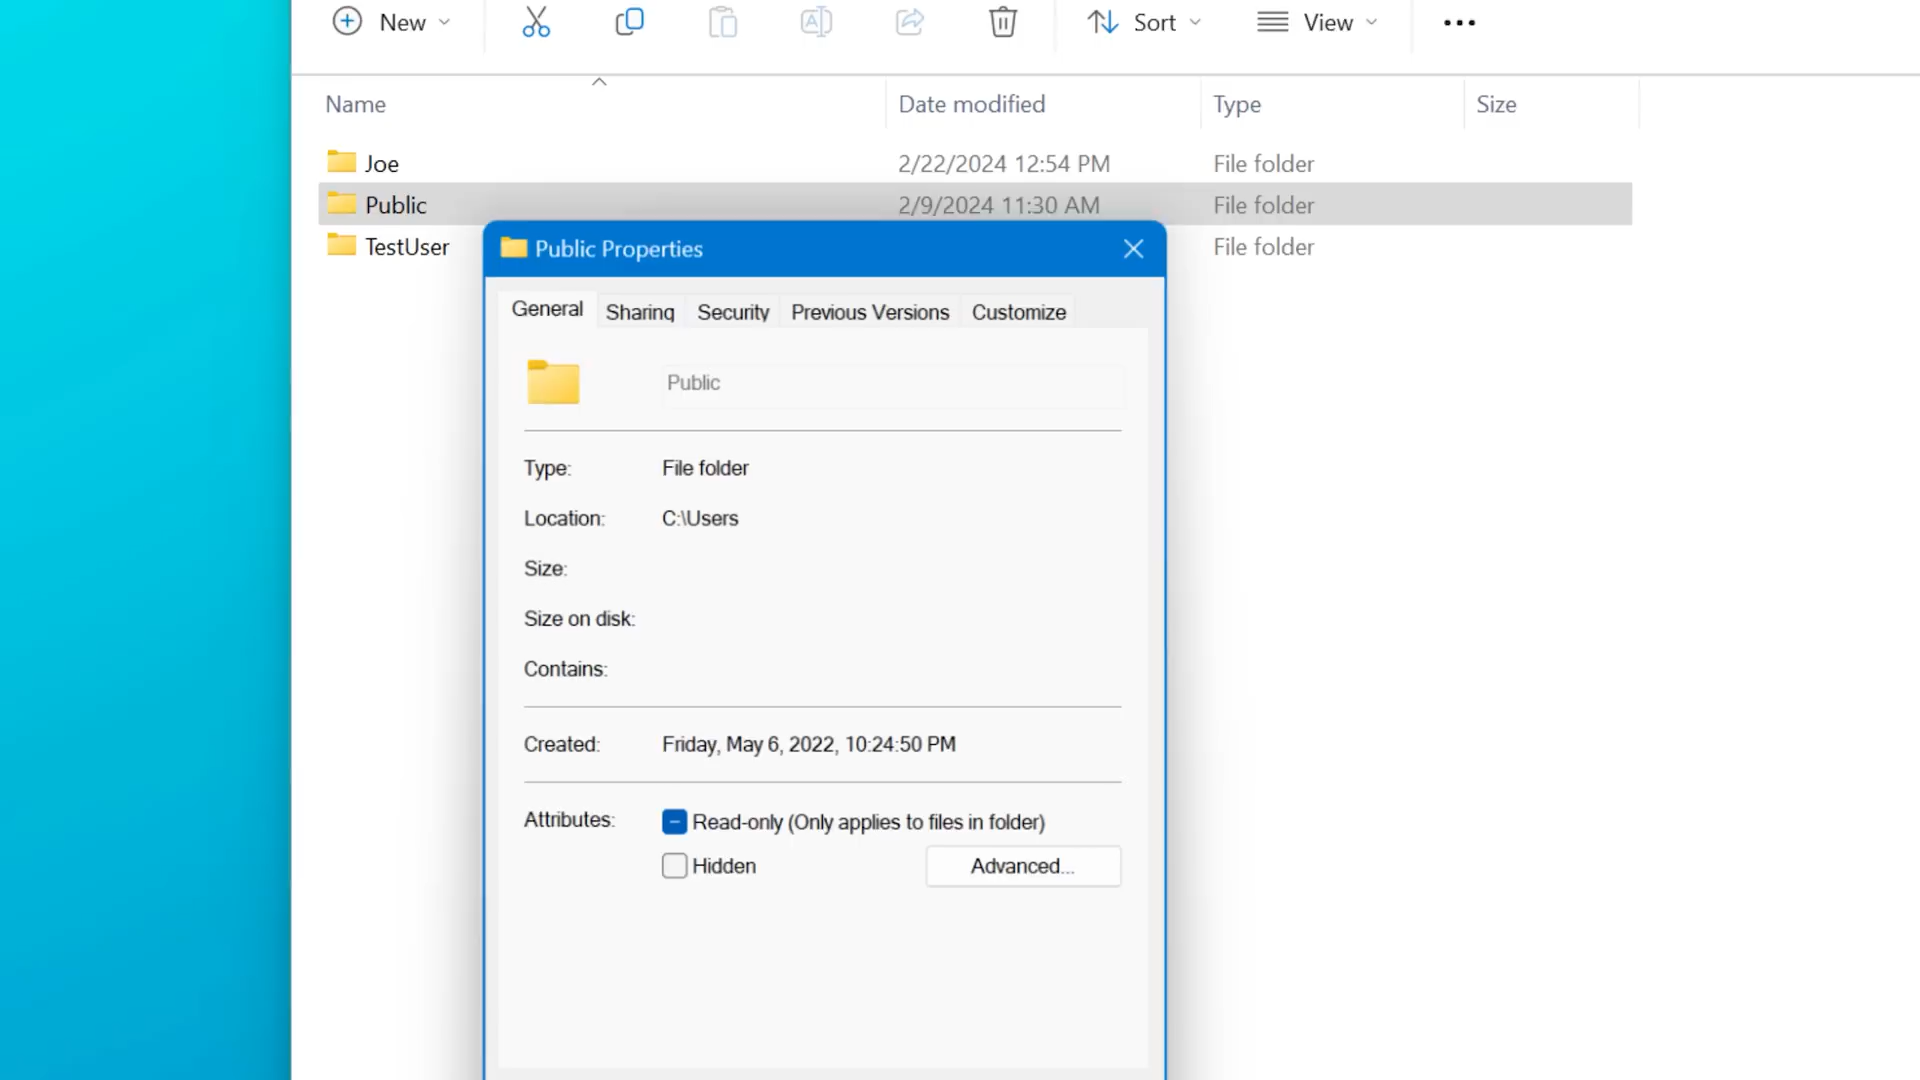 New
Sort
View
Name
Date modified
Type
Size
Joe
2/22/2024 12:54 PM
File folder
Public
2/9/2024 11:30 AM
File folder
TestUser
File folder
Public Properties
General
Sharing
Security
Previous Versions
Customize
Public
Type:
File folder
Location:
C:\Users
Size:
Size on disk:
Contains:
Created:
Friday, May 6, 2022, 10:24:50 PM
Attributes:
Read-only (Only applies to files in folder)
Hidden
Advanced...